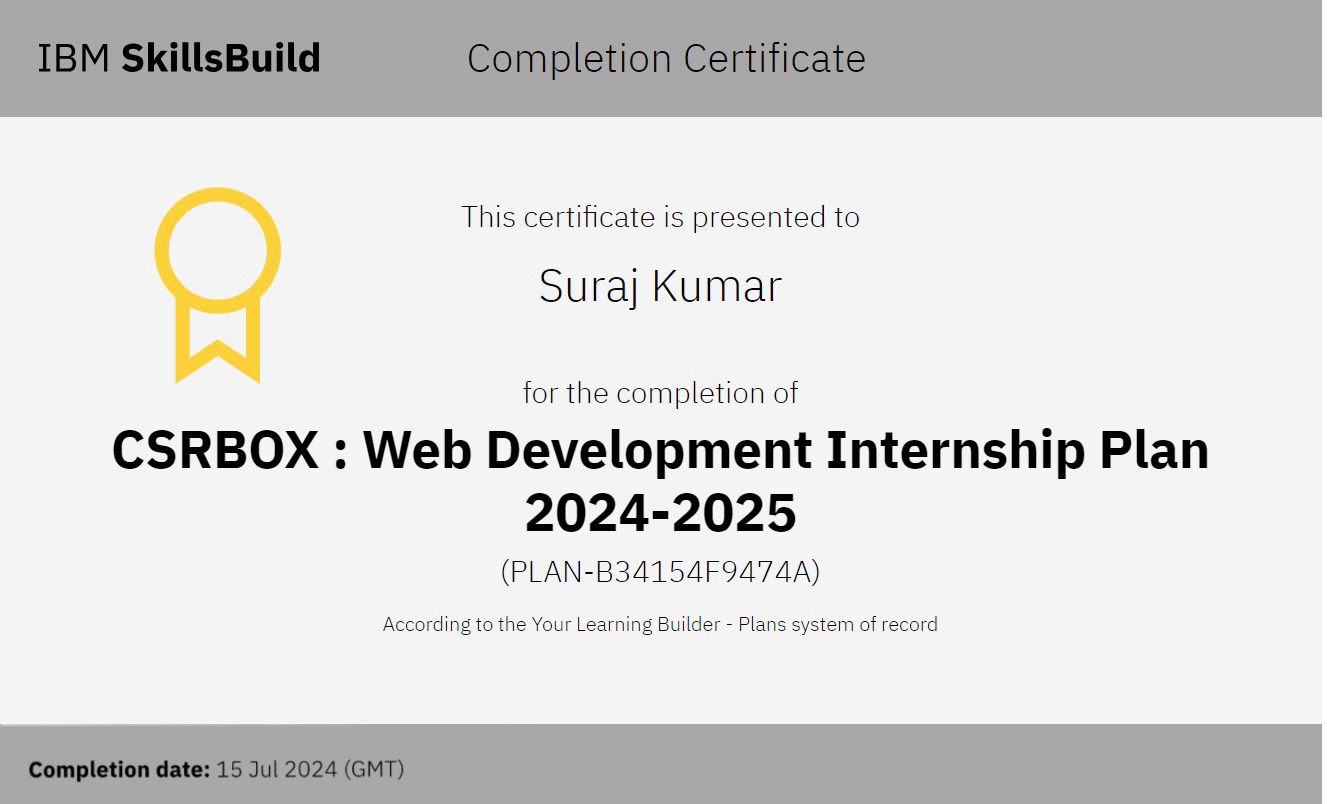 IBM SkillsBuild
Completion Certificate
This certificate is presented to
Suraj Kumar
for the completion of
CSRBOX : Web Development Internship Plan
2024-2025
(PLAN-B34154F9474A)
According to the Your Learning Builder - Plans system of record
Completion date: 15 Jul 2024 (GMT)